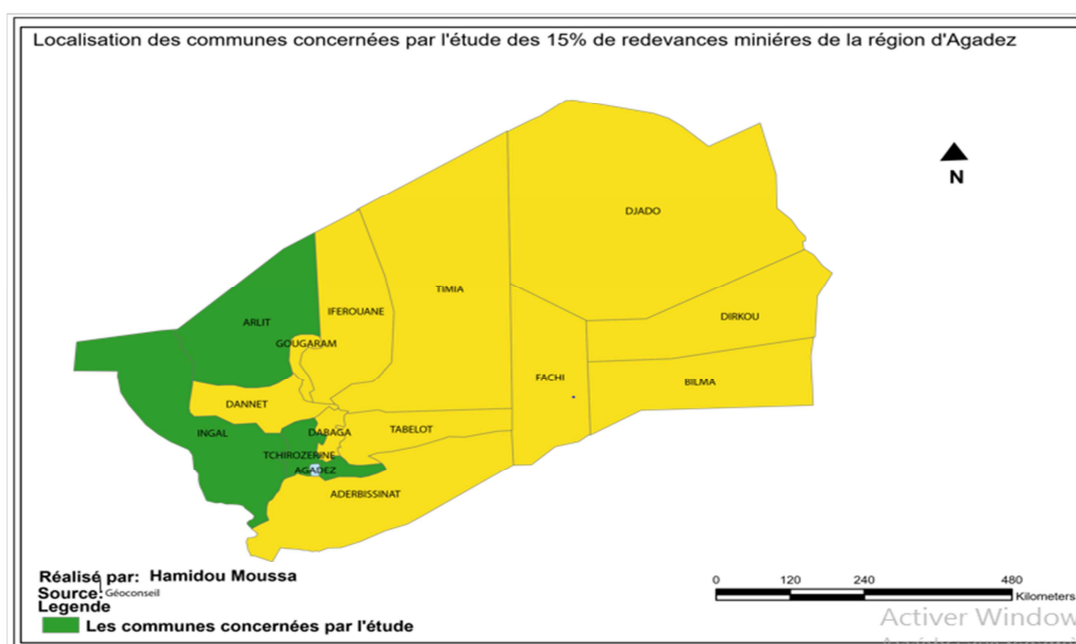 Localisation des communes concernées par l'étude des 15% de redevances miniéres de la région d'Agadez
N
DJADO
TIMIA
IFEROUANE
ARLIT
DIRKOU
GOUGARAM
FACHI
BILMA
DANNET
INGAL
DABAGA
TABELOT
TCHIROZERINE
AGADEZ
ADERBISSINAT
Réalisé par: Hamidou Moussa
Source: Géoconseil
Legende
Les communes concernées par l'étude
0 120 240 480
Kilometers
Activer Window